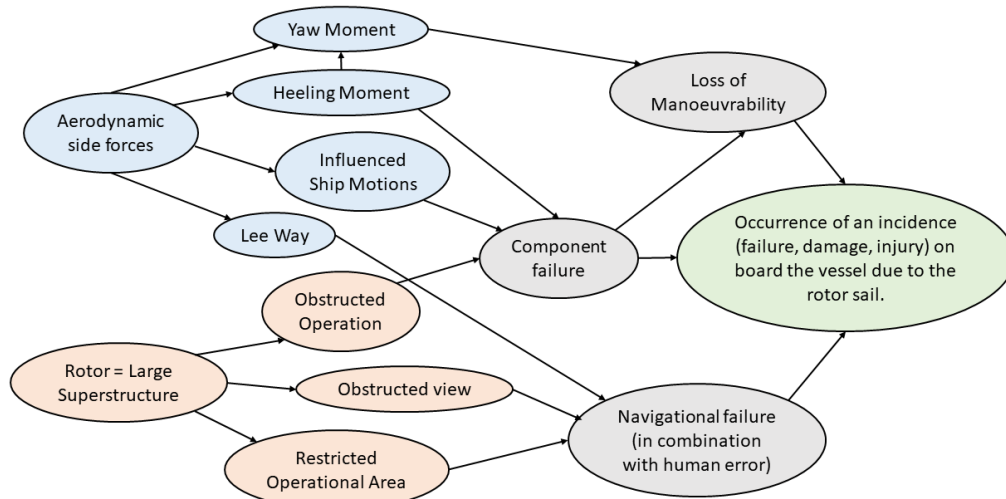 Yaw Moment
Heeling Moment
Loss of
Manoeuvrability
Aerodynamic
side forces
Influenced
Ship Motions
Lee Way
Component
failure
Occurrence of an incidence
(failure, damage, injury) on
board the vessel due to the
rotor sail.
Obstructed
Operation
Rotor = Large
Superstructure
Obstructed view
Navigational failure
(in combination
with human error)
Restricted
Operational Area